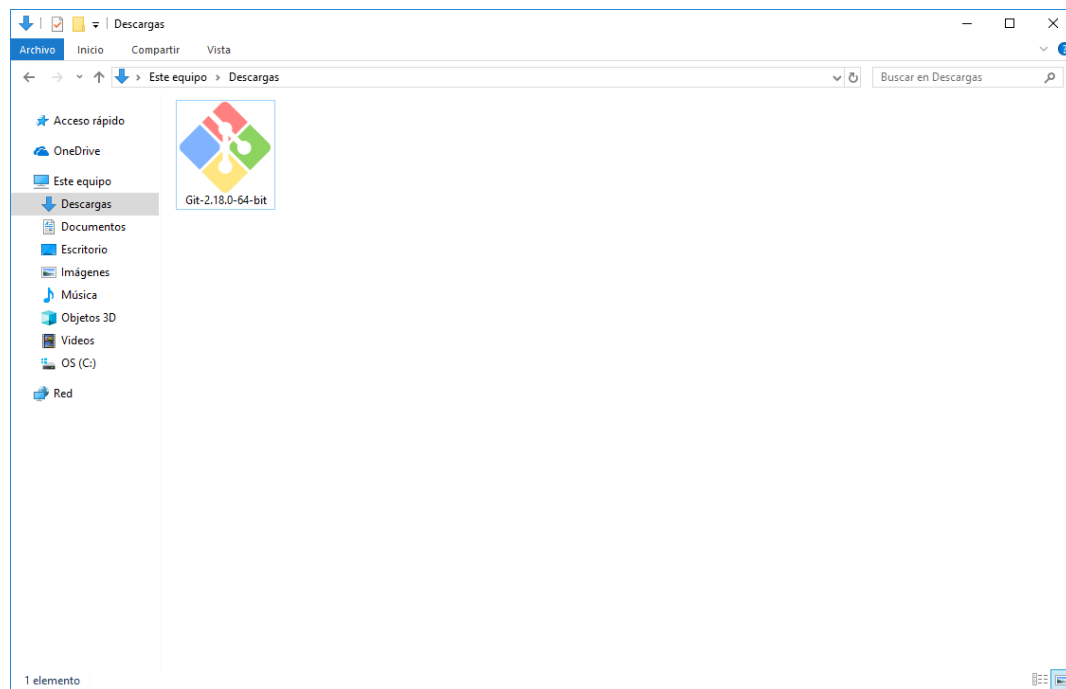 Descargas
Archivo Inicio Compartir Vista
Este equipo > Descargas
Buscar en Descargas
Acceso rápido
OneDrive
Este equipo
Descargas
Documentos
Escritorio
Imágenes
Música
Objetos 3D
Videos
OS (C:)
Red
Git-2.18.0-64-bit
1 elemento